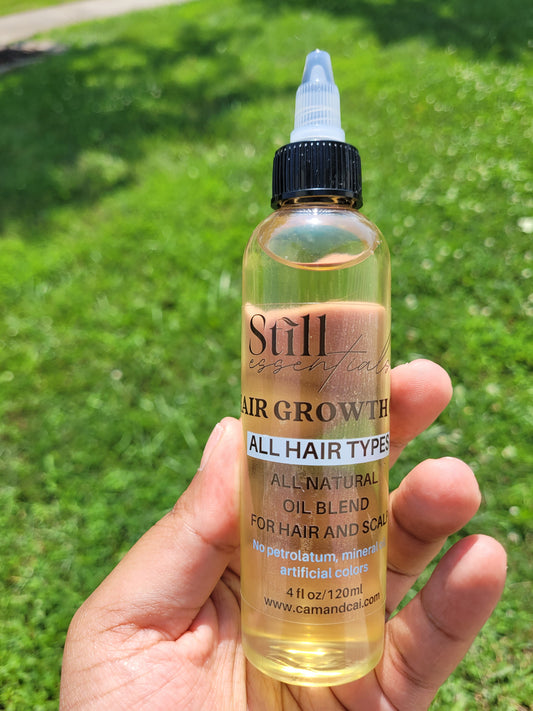 Still
essentials
AIR GROWTH
ALL HAIR TYPES
ALL NATURAL
OIL BLEND
FOR HAIR AND SCALP
No petrolatum, mineral
artificial colors
4 fl oz/120ml
www.camandcai.com